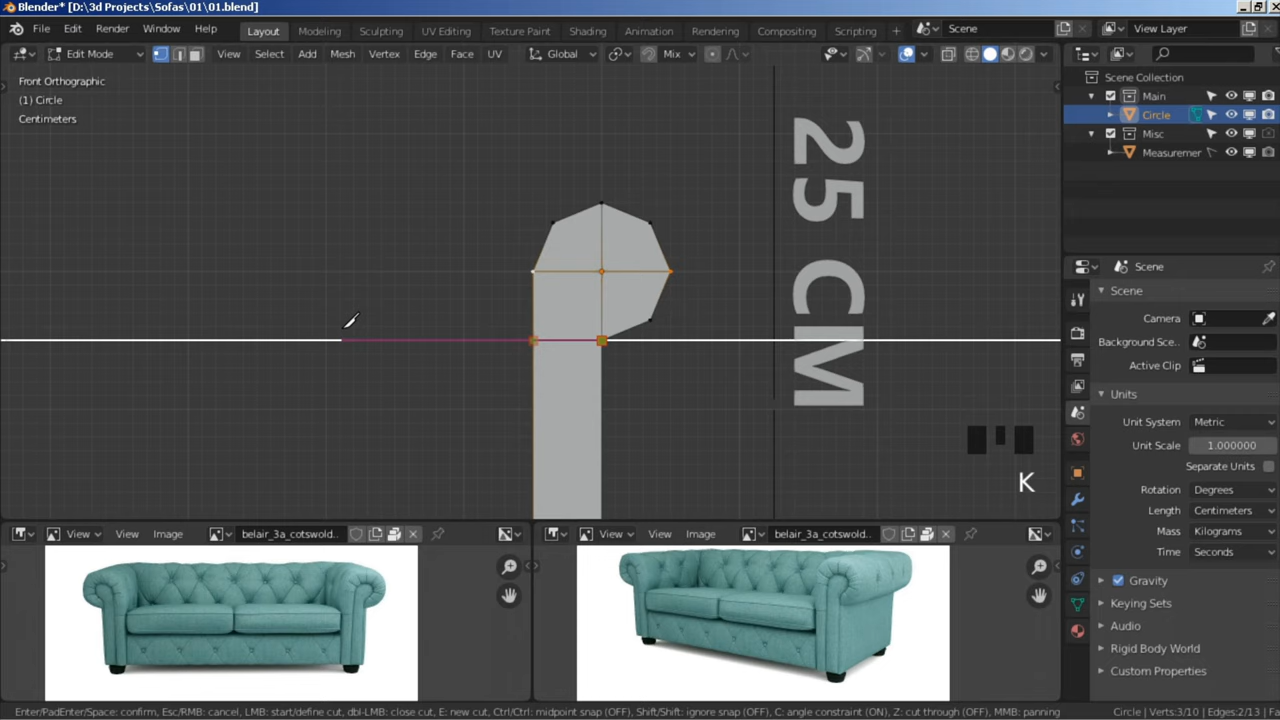 Blender* [D:\3d Projects\Sofas\01\01.blend]
File Edit Render Window Help Layout Modeling Sculpting UV Editing Texture Paint Shading Animation Rendering Compositing Scripting + Scene View Layer
Edit Mode View Select Add Mesh Vertex Edge Face UV Global Mix
Front Orthographic
(1) Circle
Centimeters
25 CM
K
Scene Collection
Main
Circle
Misc
Measuremer
Scene
Scene
Camera
Background Sce..
Active Clip
Units
Unit System Metric
Unit Scale 1.000000
Separate Units
Rotation Degrees
Length Centimeters
Mass Kilograms
Time Seconds
Gravity
Keying Sets
Audio
Rigid Body World
Custom Properties
View View Image belair_3a_cotswold.. View View Image belair_3a_cotswold..
Enter/PadEnter/Space: confirm, Esc/RMB: cancel, LMB: start/define cut, dbl-LMB: close cut, E: new cut, Ctrl/Ctrl: midpoint snap (OFF), Shift/Shift: ignore snap (OFF), C: angle constraint (ON), Z: cut through (OFF), MMB: panning Circle | Verts:3/10 | Edges:2/13 | Fa